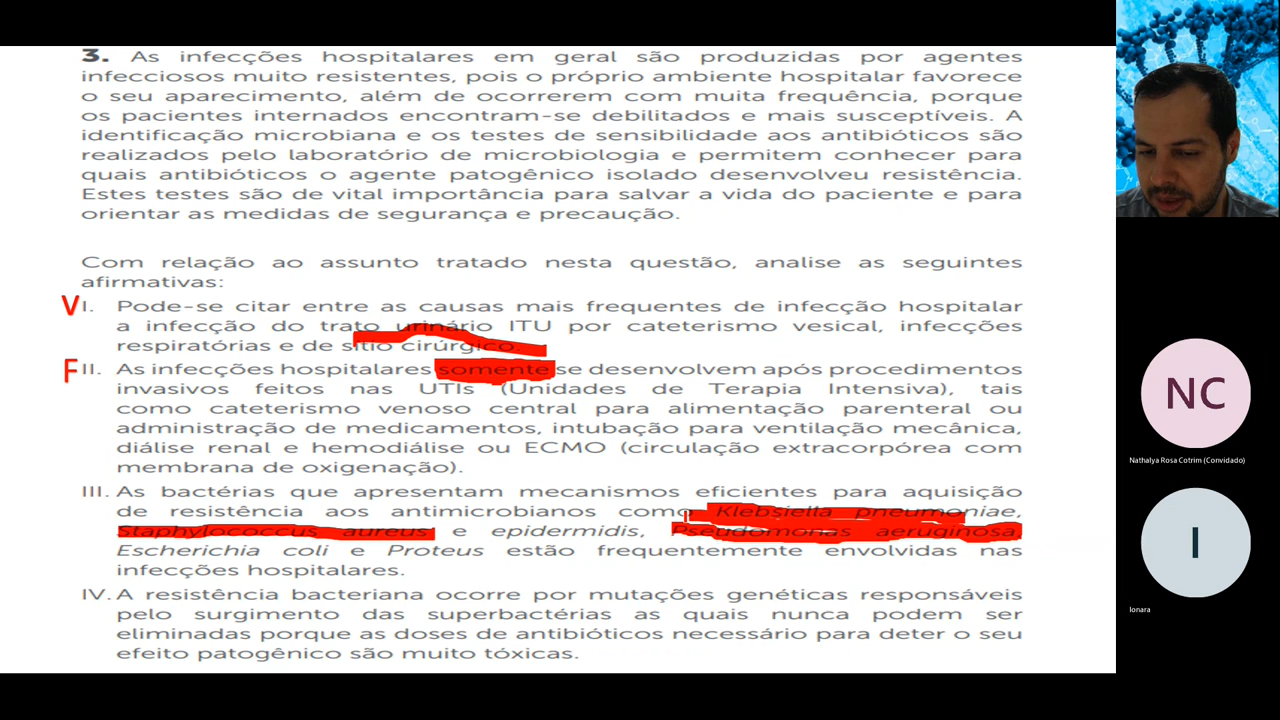 3. As infecções hospitalares em geral são produzidas por agentes
infecciosos muito resistentes, pois o próprio ambiente hospitalar favorece
o seu aparecimento, além de ocorrerem com muita frequência, porque
os pacientes internados encontram-se debilitados e mais susceptíveis. A
identificação microbiana e os testes de sensibilidade aos antibióticos são
realizados pelo laboratório de microbiologia e permitem conhecer para
quais antibióticos o agente patogênico isolado desenvolveu resistência.
Estes testes são de vital importância para salvar a vida do paciente e para
orientar as medidas de segurança e precaução.
Com relação ao assunto tratado nesta questão, analise as seguintes
afirmativas:
V I. Pode-se citar entre as causas mais frequentes de infecção hospitalar
a infecção do trato urinário ITU por cateterismo vesical, infecções
respiratórias e de sítio cirúrgico.
F II. As infecções hospitalares somente se desenvolvem após procedimentos
invasivos feitos nas UTIs (Unidades de Terapia Intensiva), tais
como cateterismo venoso central para alimentação parenteral ou
administração de medicamentos, intubação para ventilação mecânica,
diálise renal e hemodiálise ou ECMO (circulação extracorpórea com
membrana de oxigenação).
III. As bactérias que apresentam mecanismos eficientes para aquisição
de resistência aos antimicrobianos como Klebsiella pneumoniae,
Staphylococcus aureus e epidermidis, Pseudomonas aeruginosa,
Escherichia coli e Proteus estão frequentemente envolvidas nas
infecções hospitalares.
IV. A resistência bacteriana ocorre por mutações genéticas responsáveis
pelo surgimento das superbactérias as quais nunca podem ser
eliminadas porque as doses de antibióticos necessário para deter o seu
efeito patogênico são muito tóxicas.
NC
Nathalya Rosa Cotrim (Convidado)
I
Ionara